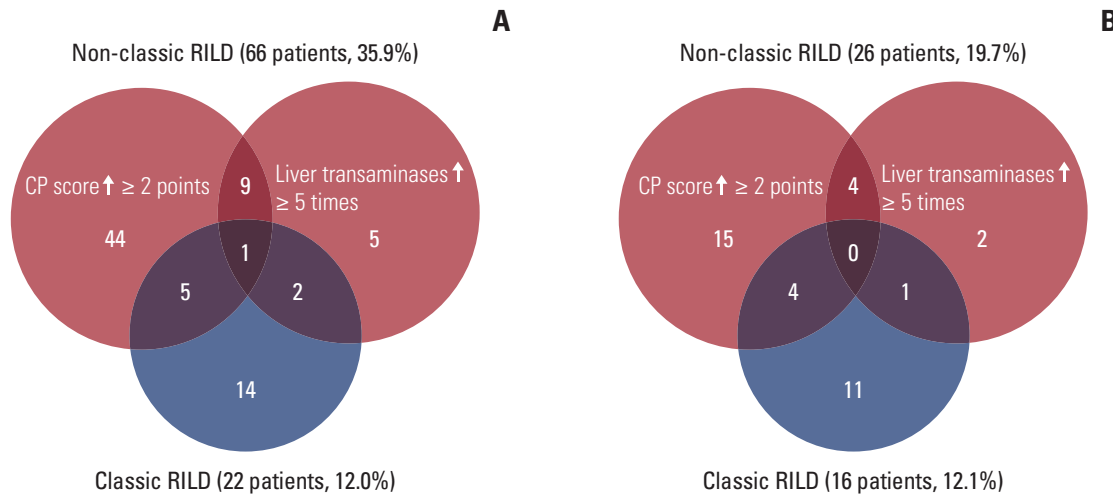 A
Non-classic RILD (66 patients, 35.9%)
CP score ↑ ≥ 2 points
9
Liver transaminases ↑
≥ 5 times
44
1
5
5
2
14
Classic RILD (22 patients, 12.0%)
B
Non-classic RILD (26 patients, 19.7%)
CP score ↑ ≥ 2 points
4
Liver transaminases ↑
≥ 5 times
15
0
2
4
1
11
Classic RILD (16 patients, 12.1%)